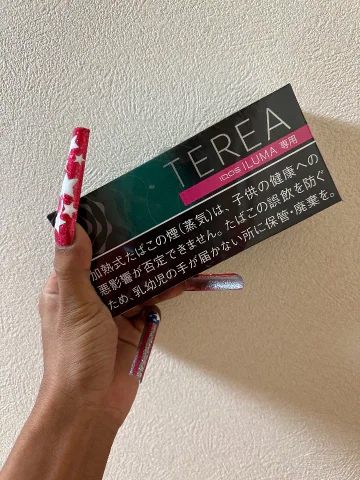 TEREA
IQOS ILUMA 専用
加熱式たばこの煙(蒸気)は、子供の健康への
悪影響が否定できません。たばこの誤飲を防ぐ
ため、乳幼児の手が届かない所に保管・廃棄を。